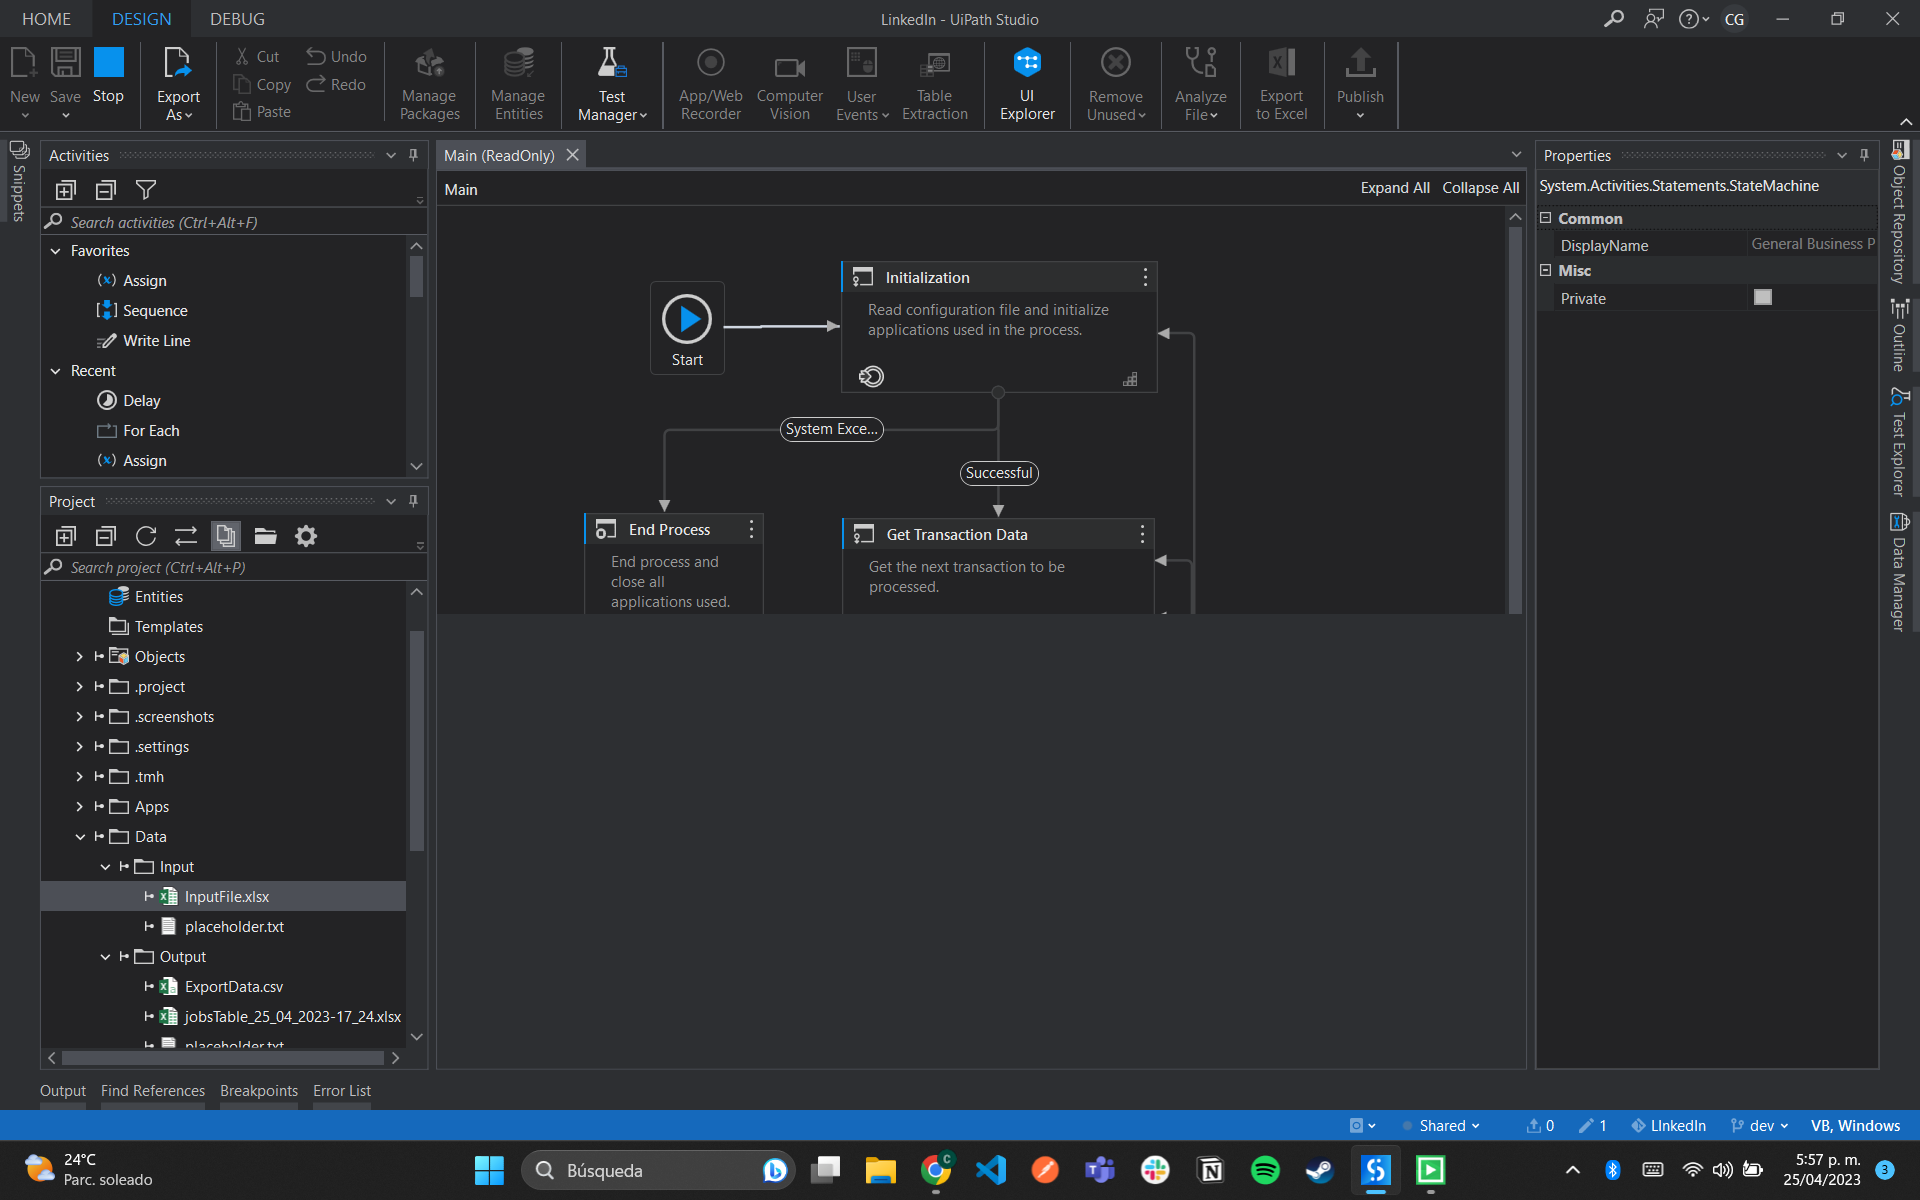 HOME
DESIGN
DEBUG
LinkedIn - UiPath Studio
CG
New
Save
Stop
Export
As
Cut
Copy
Paste
Undo
Redo
Manage
Packages
Manage
Entities
Test
Manager
App/Web
Recorder
Computer
Vision
User
Events
Table
Extraction
UI
Explorer
Remove
Unused
Analyze
File
Export
to Excel
Publish
Snippets
Activities
Search activities (Ctrl+Alt+F)
Favorites
Assign
Sequence
Write Line
Recent
Delay
For Each
Assign
Project
Search project (Ctrl+Alt+P)
Entities
Templates
Objects
.project
.screenshots
.settings
.tmh
Apps
Data
Input
InputFile.xlsx
placeholder.txt
Output
ExportData.csv
jobsTable_25_04_2023-17_24.xlsx
placeholder.txt
Main (ReadOnly)
Main
Expand All
Collapse All
Start
Initialization
Read configuration file and initialize
applications used in the process.
System Exce...
Successful
End Process
End process and
close all
applications used.
Get Transaction Data
Get the next transaction to be
processed.
Properties
System.Activities.Statements.StateMachine
Common
DisplayName
General Business P
Misc
Private
Object Repository
Outline
Test Explorer
Data Manager
Output
Find References
Breakpoints
Error List
Shared
0
1
LInkedIn
dev
VB, Windows
24°C
Parc. soleado
Búsqueda
C
5:57 p. m.
25/04/2023
3